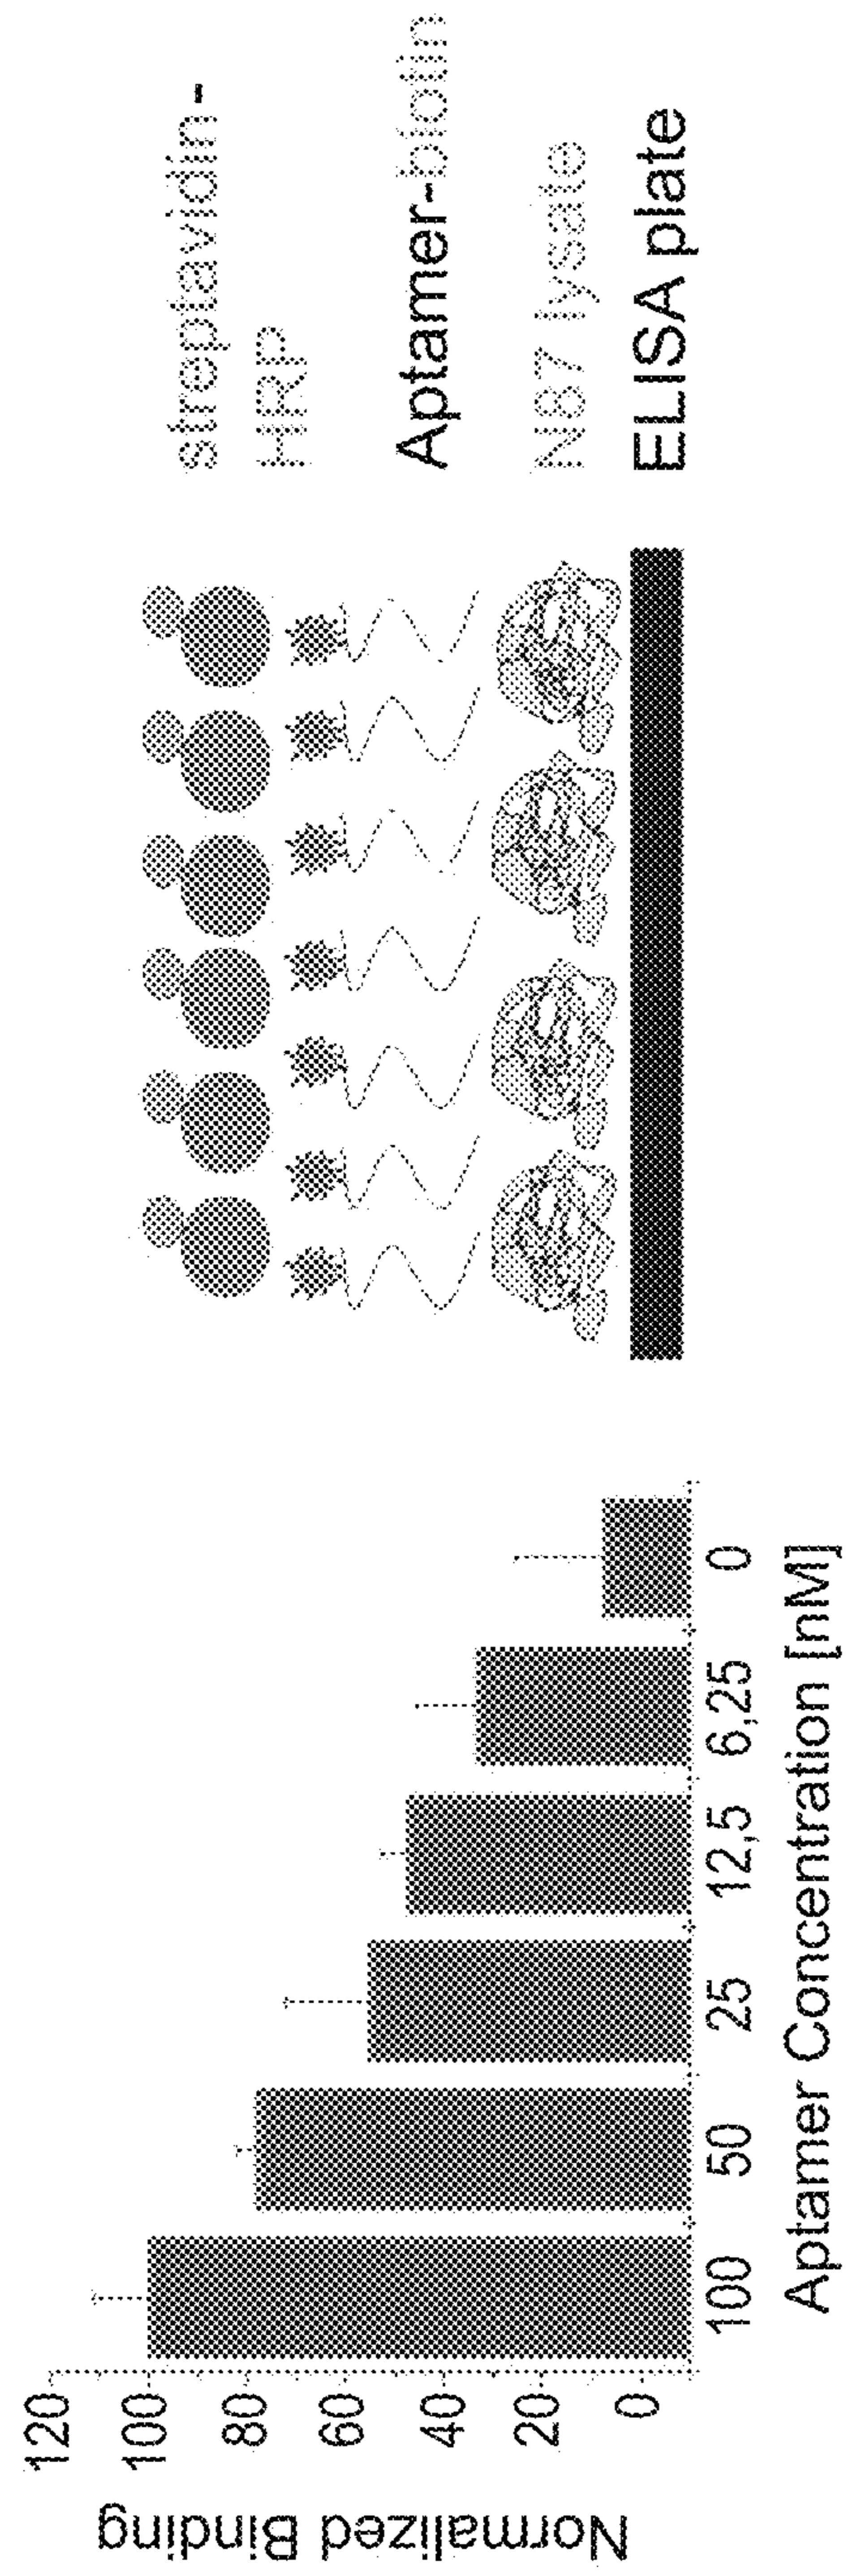 Normalized Binding
120
100
80
60
40
20
0
100 50 25 12,5 6,25 0
Aptamer Concentration [nM]
streptavidin-
HRP
Aptamer-biotin
N87 lysate
ELISA plate